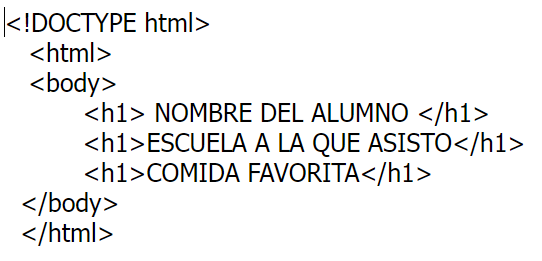 <!DOCTYPE html>
<html>
<body>
<h1> NOMBRE DEL ALUMNO </h1>
<h1>ESCUELA A LA QUE ASISTO</h1>
<h1>COMIDA FAVORITA</h1>
</body>
</html>